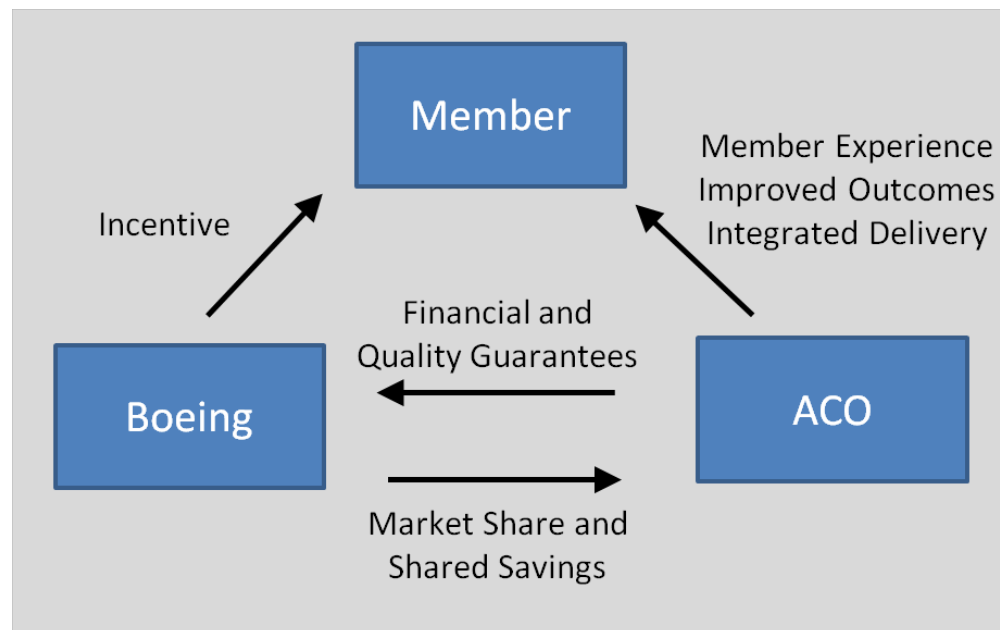 Member
Member Experience
Improved Outcomes
Integrated Delivery
Incentive
Financial and
Quality Guarantees
Boeing
ACO
Market Share and
Shared Savings